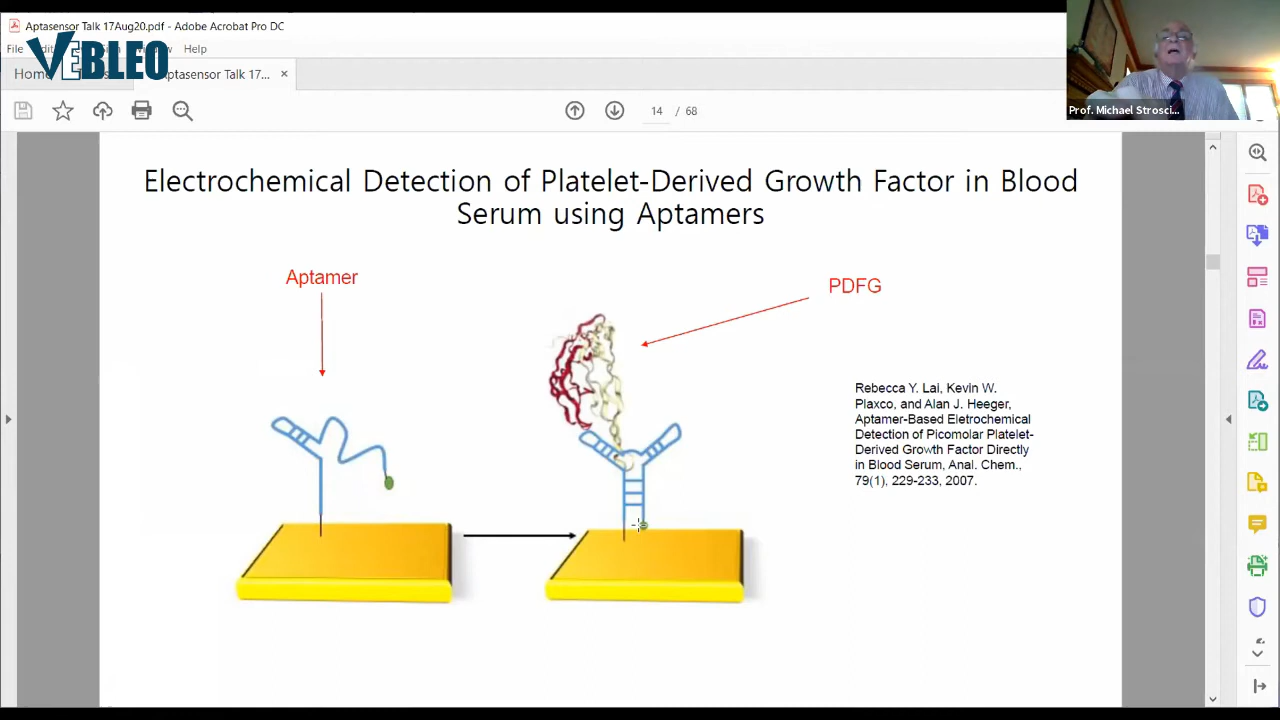 Aptasensor Talk 17Aug20.pdf - Adobe Acrobat Pro DC
File
Help
VEBLEO
Home
Aptasensor Talk 17... ×
14 / 68
Prof. Michael Strosci...
Electrochemical Detection of Platelet-Derived Growth Factor in Blood
Serum using Aptamers
Aptamer
PDFG
Rebecca Y. Lai, Kevin W.
Plaxco, and Alan J. Heeger,
Aptamer-Based Eletrochemical
Detection of Picomolar Platelet-
Derived Growth Factor Directly
in Blood Serum, Anal. Chem.,
79(1), 229-233, 2007.